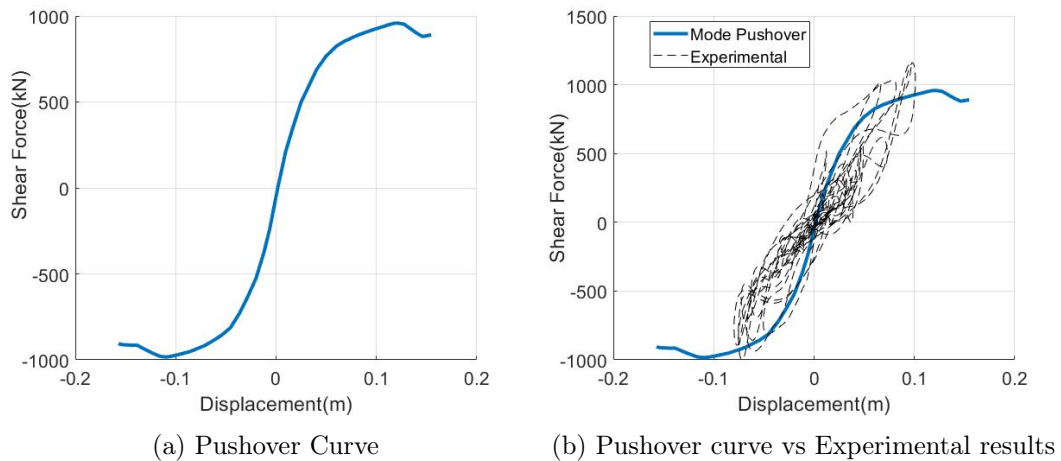 1000
500
0
-500
-1000
-0.2
-0.1
0
0.1
0.2
Shear Force(kN)
Displacement(m)
(a) Pushover Curve
1500
1000
500
0
-500
-1000
-0.2
-0.1
0
0.1
0.2
Shear Force(kN)
Displacement(m)
Mode Pushover
Experimental
(b) Pushover curve vs Experimental results